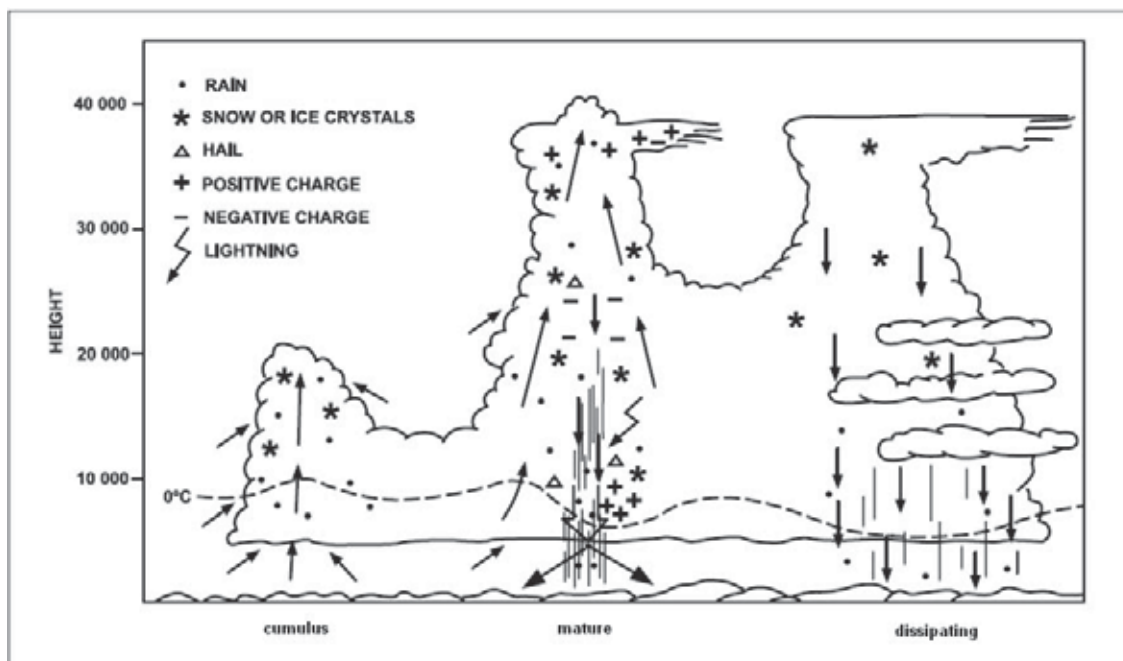 RAIN
SNOW OR ICE CRYSTALS
HAIL
POSITIVE CHARGE
NEGATIVE CHARGE
LIGHTNING
HEIGHT
40 000
30 000
20 000
10 000
0°C
cumulus
mature
dissipating